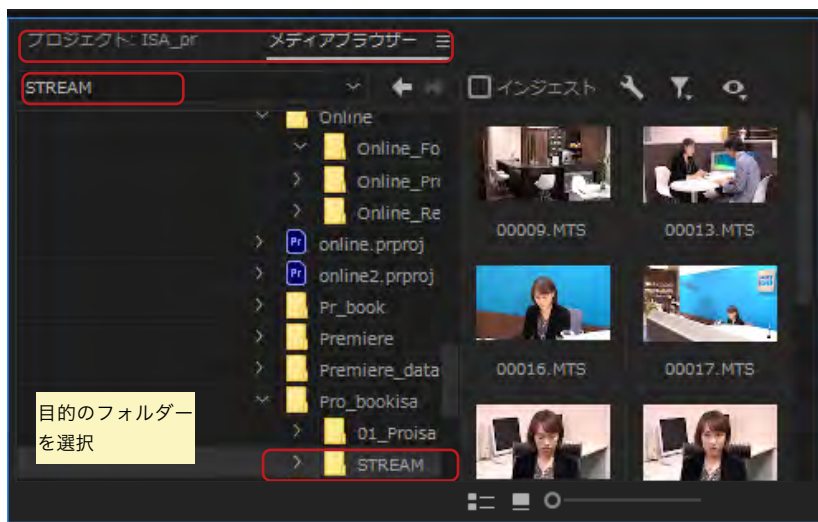 プロジェクト: ISA_pr メディアブラウザー
STREAM インジェスト
Online
Online_Fo
Online_Pr
Online_Re
online.prproj
online2.prproj
Pr_book
Premiere
Premiere_data
Pro_bookisa
01_Proisa
STREAM
目的のフォルダー
を選択
00009.MTS 00013.MTS
00016.MTS 00017.MTS